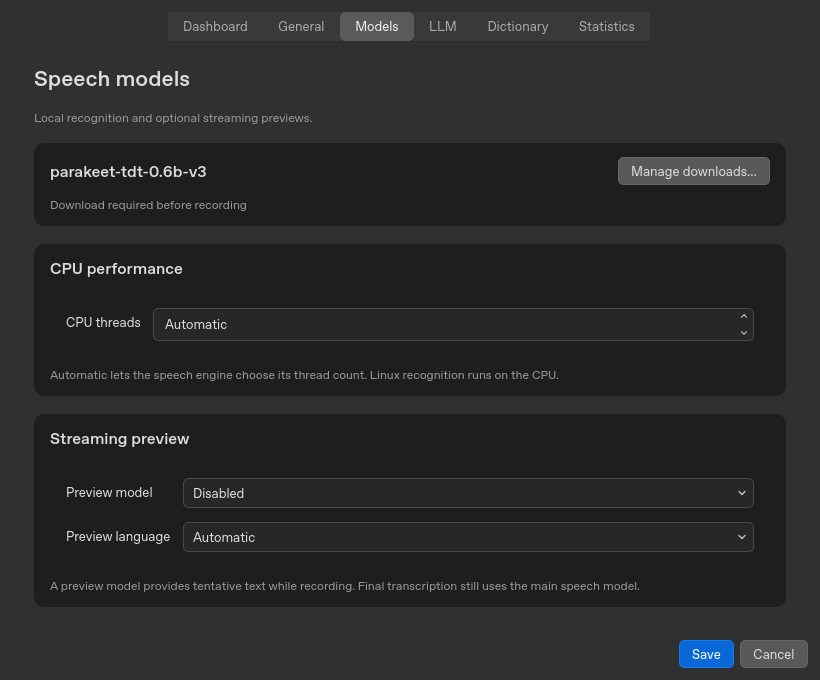 Dashboard General Models LLM Dictionary Statistics
Speech models
Local recognition and optional streaming previews.
parakeet-tdt-0.6b-v3 Manage downloads...
Download required before recording
CPU performance
CPU threads Automatic
Automatic lets the speech engine choose its thread count. Linux recognition runs on the CPU.
Streaming preview
Preview model Disabled
Preview language Automatic
A preview model provides tentative text while recording. Final transcription still uses the main speech model.
Save Cancel